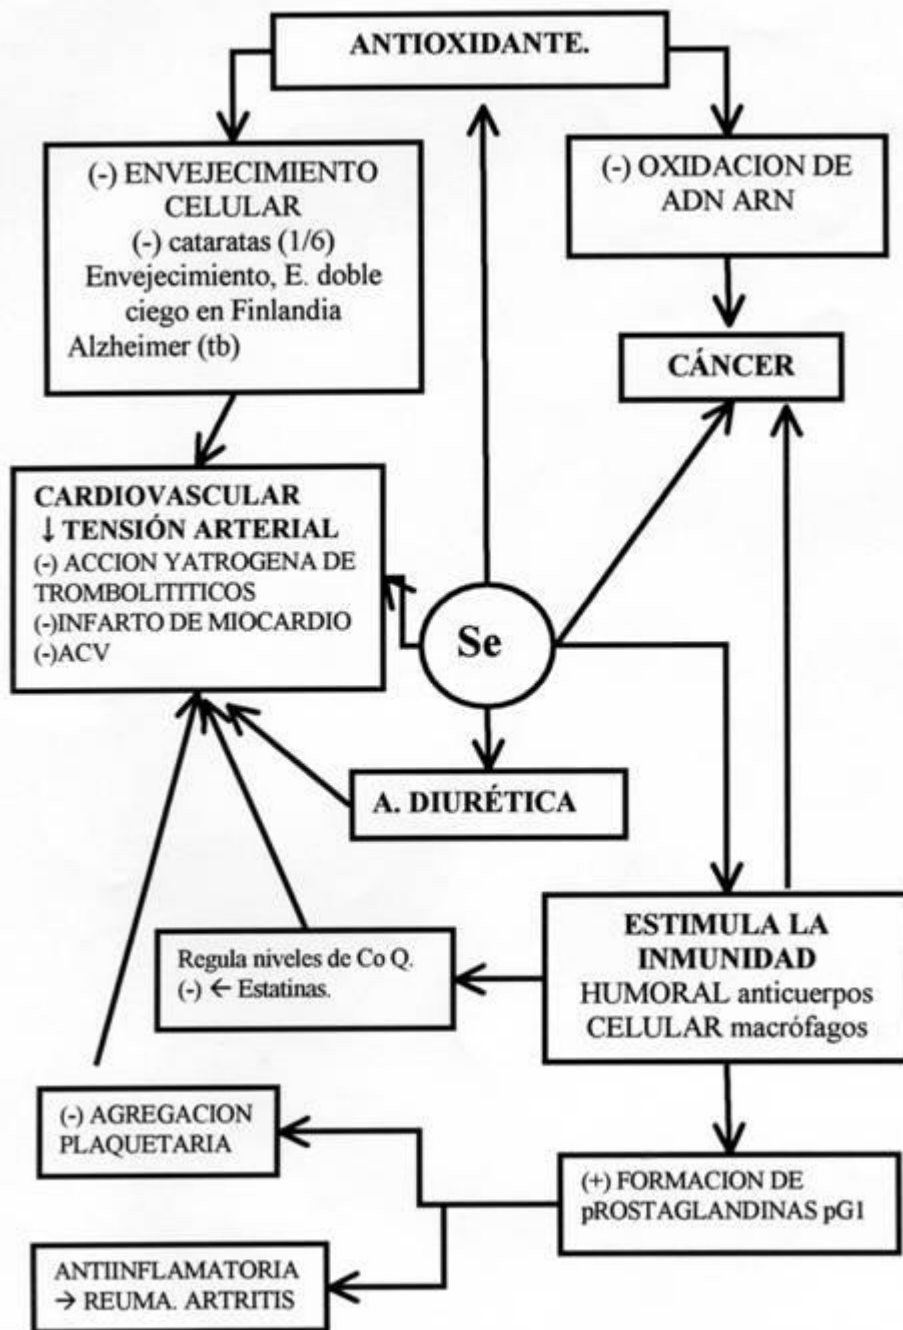 ANTIOXIDANTE.
(-) ENVEJECIMIENTO
CELULAR
(-) cataratas (1/6)
Envejecimiento, E. doble
ciego en Finlandia
Alzheimer (tb)
(-) OXIDACION DE
ADN ARN
CÁNCER
CARDIOVASCULAR
↓ TENSIÓN ARTERIAL
(-) ACCION YATROGENA DE
TROMBOLITITICOS
(-)INFARTO DE MIOCARDIO
(-)ACV
Se
A. DIURÉTICA
ESTIMULA LA
INMUNIDAD
HUMORAL anticuerpos
CELULAR macrófagos
Regula niveles de Co Q.
(-) ← Estatinas.
(-) AGREGACION
PLAQUETARIA
(+) FORMACION DE
pROSTAGLANDINAS pG1
ANTIINFLAMATORIA
→ REUMA. ARTRITIS